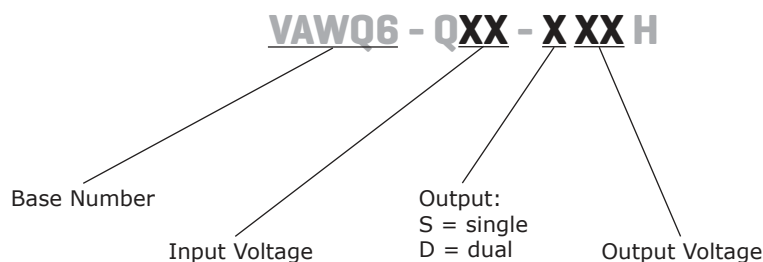 VAWQ6 - QXX - X XX H
Base Number
Input Voltage
Output:
S = single
D = dual
Output Voltage